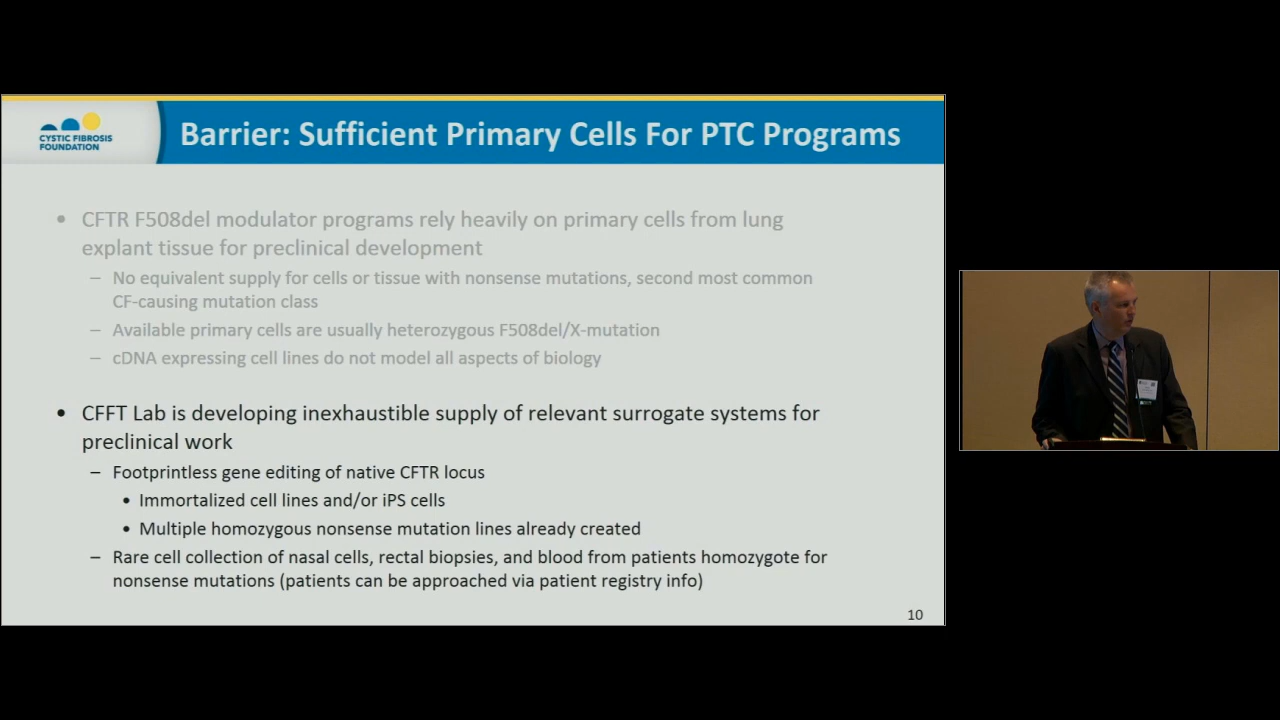 CYSTIC FIBROSIS
FOUNDATION
Barrier: Sufficient Primary Cells For PTC Programs
• CFTR F508del modulator programs rely heavily on primary cells from lung
explant tissue for preclinical development
– No equivalent supply for cells or tissue with nonsense mutations, second most common
CF-causing mutation class
– Available primary cells are usually heterozygous F508del/X-mutation
– cDNA expressing cell lines do not model all aspects of biology
• CFFT Lab is developing inexhaustible supply of relevant surrogate systems for
preclinical work
– Footprintless gene editing of native CFTR locus
• Immortalized cell lines and/or iPS cells
• Multiple homozygous nonsense mutation lines already created
– Rare cell collection of nasal cells, rectal biopsies, and blood from patients homozygote for
nonsense mutations (patients can be approached via patient registry info)
10